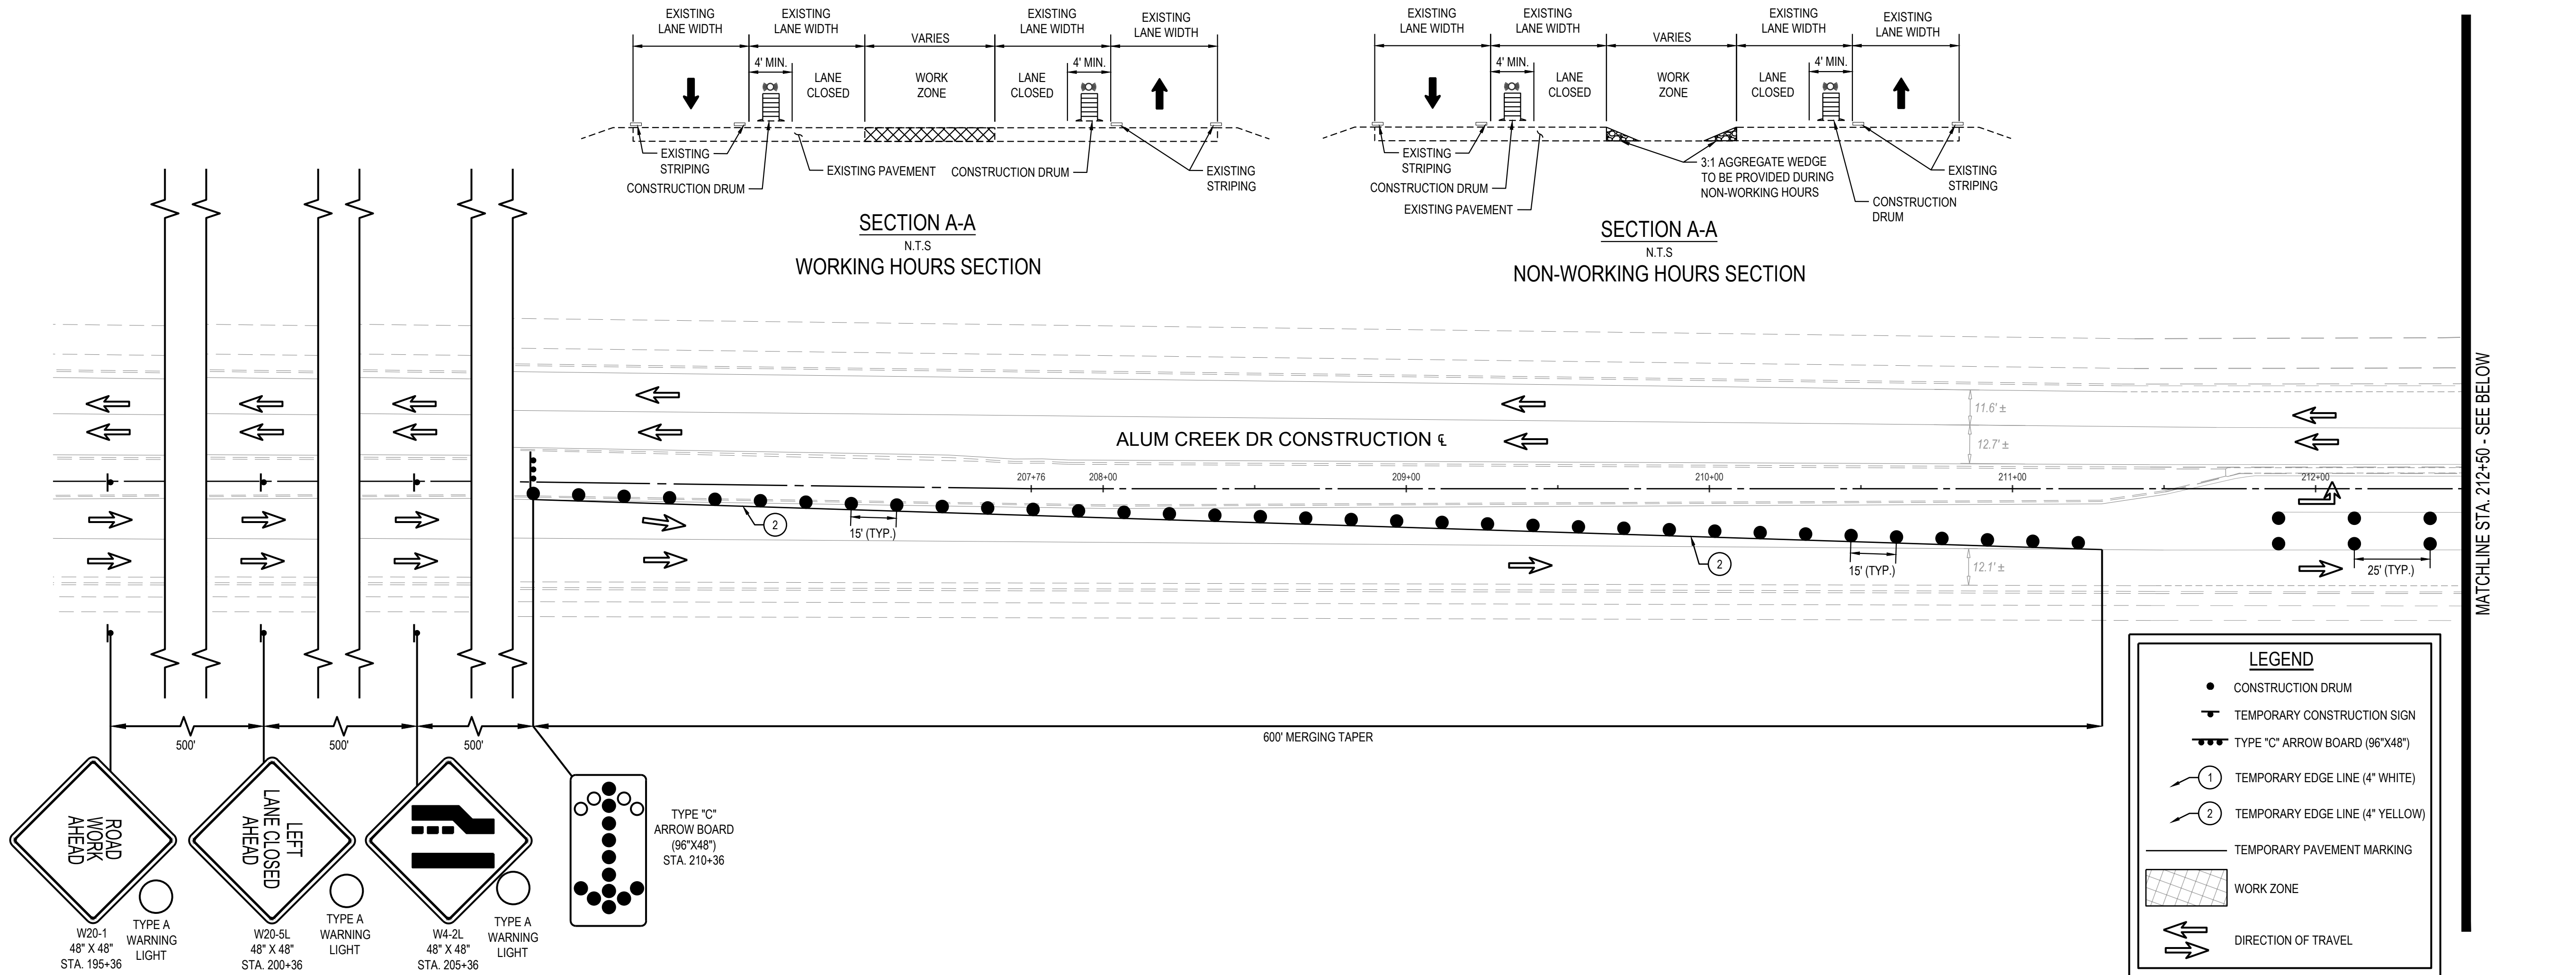 EXISTING
LANE WIDTH
EXISTING
LANE WIDTH
VARIES
EXISTING
LANE WIDTH
EXISTING
LANE WIDTH
4' MIN.
LANE
CLOSED
WORK
ZONE
LANE
CLOSED
4' MIN.
EXISTING
STRIPING
CONSTRUCTION DRUM
EXISTING PAVEMENT
CONSTRUCTION DRUM
EXISTING
STRIPING
SECTION A-A
N.T.S
WORKING HOURS SECTION
EXISTING
LANE WIDTH
EXISTING
LANE WIDTH
VARIES
EXISTING
LANE WIDTH
EXISTING
LANE WIDTH
4' MIN.
LANE
CLOSED
WORK
ZONE
LANE
CLOSED
4' MIN.
EXISTING
STRIPING
CONSTRUCTION DRUM
EXISTING PAVEMENT
3:1 AGGREGATE WEDGE
TO BE PROVIDED DURING
NON-WORKING HOURS
EXISTING
STRIPING
CONSTRUCTION
DRUM
SECTION A-A
N.T.S
NON-WORKING HOURS SECTION
ALUM CREEK DR CONSTRUCTION ℄
11.6' ±
12.7' ±
207+76
208+00
209+00
210+00
211+00
212+00
2
15' (TYP.)
2
15' (TYP.)
12.1' ±
25' (TYP.)
MATCHLINE STA. 212+50 - SEE BELOW
500'
500'
500'
600' MERGING TAPER
ROAD
WORK
AHEAD
W20-1
48" X 48"
STA. 195+36
TYPE A
WARNING
LIGHT
LEFT
LANE CLOSED
AHEAD
W20-5L
48" X 48"
STA. 200+36
TYPE A
WARNING
LIGHT
W4-2L
48" X 48"
STA. 205+36
TYPE A
WARNING
LIGHT
TYPE "C"
ARROW BOARD
(96"X48")
STA. 210+36
LEGEND
CONSTRUCTION DRUM
TEMPORARY CONSTRUCTION SIGN
TYPE "C" ARROW BOARD (96"X48")
1 TEMPORARY EDGE LINE (4" WHITE)
2 TEMPORARY EDGE LINE (4" YELLOW)
TEMPORARY PAVEMENT MARKING
WORK ZONE
DIRECTION OF TRAVEL